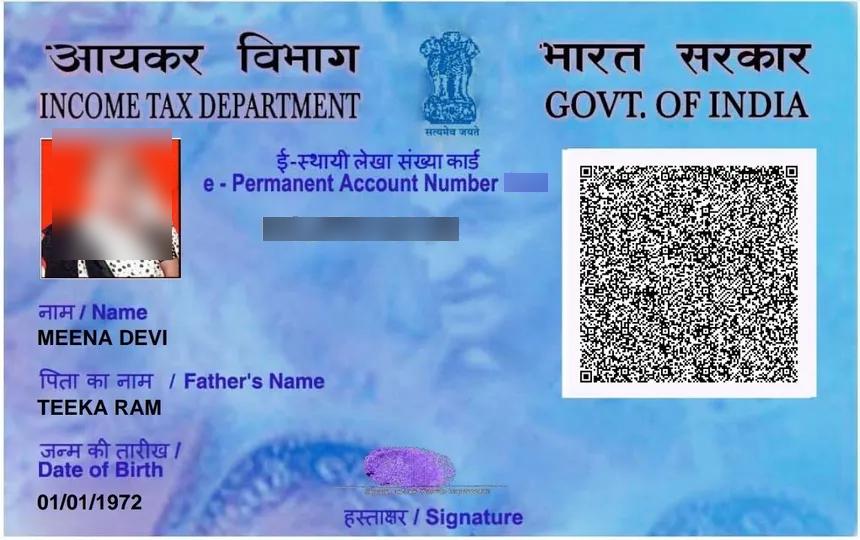 आयकर विभाग
INCOME TAX DEPARTMENT
सत्यमेव जयते
भारत सरकार
GOVT. OF INDIA
ई-स्थायी लेखा संख्या कार्ड
e - Permanent Account Number
नाम / Name
MEENA DEVI
पिता का नाम / Father's Name
TEEKA RAM
जन्म की तारीख /
Date of Birth
01/01/1972
हस्ताक्षर / Signature